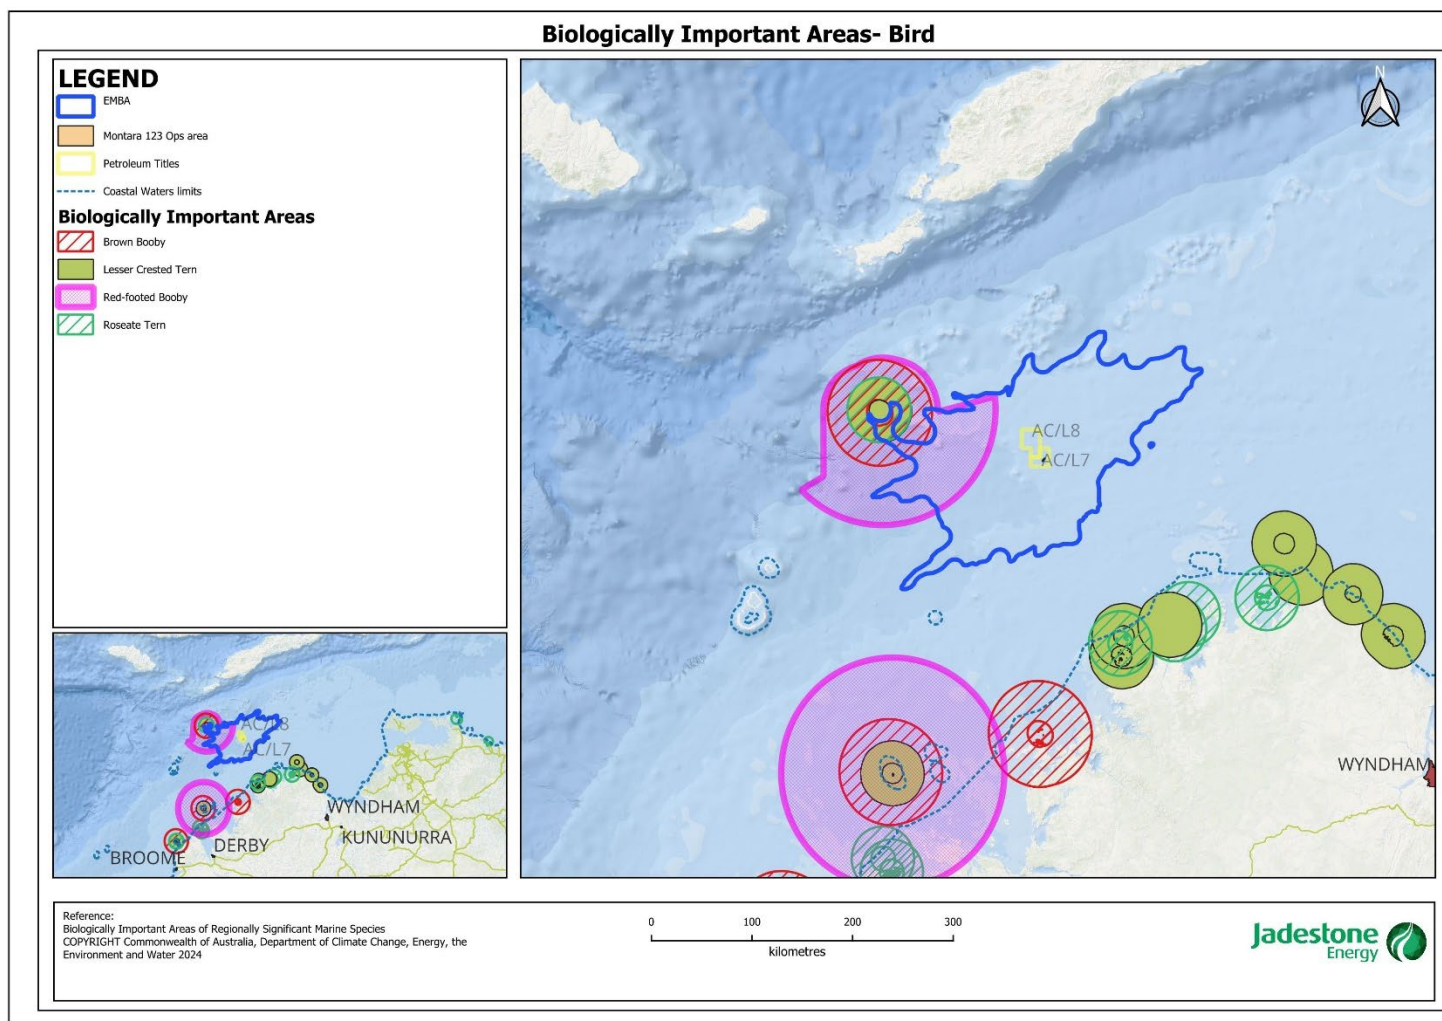 Biologically Important Areas- Bird
LEGEND
EMBA
Montara 123 Ops area
Petroleum Titles
Coastal Waters limits
Biologically Important Areas
Brown Booby
Lesser Crested Tern
Red-footed Booby
Roseate Tern
N
AC/L8
AC/L7
WYNDHAM
AC/L8
AC/L7
WYNDHAM
KUNUNURRA
DERBY
BROOME
Reference:
Biologically Important Areas of Regionally Significant Marine Species
COPYRIGHT Commonwealth of Australia, Department of Climate Change, Energy, the
Environment and Water 2024
0 100 200 300
kilometres
Jadestone
Energy